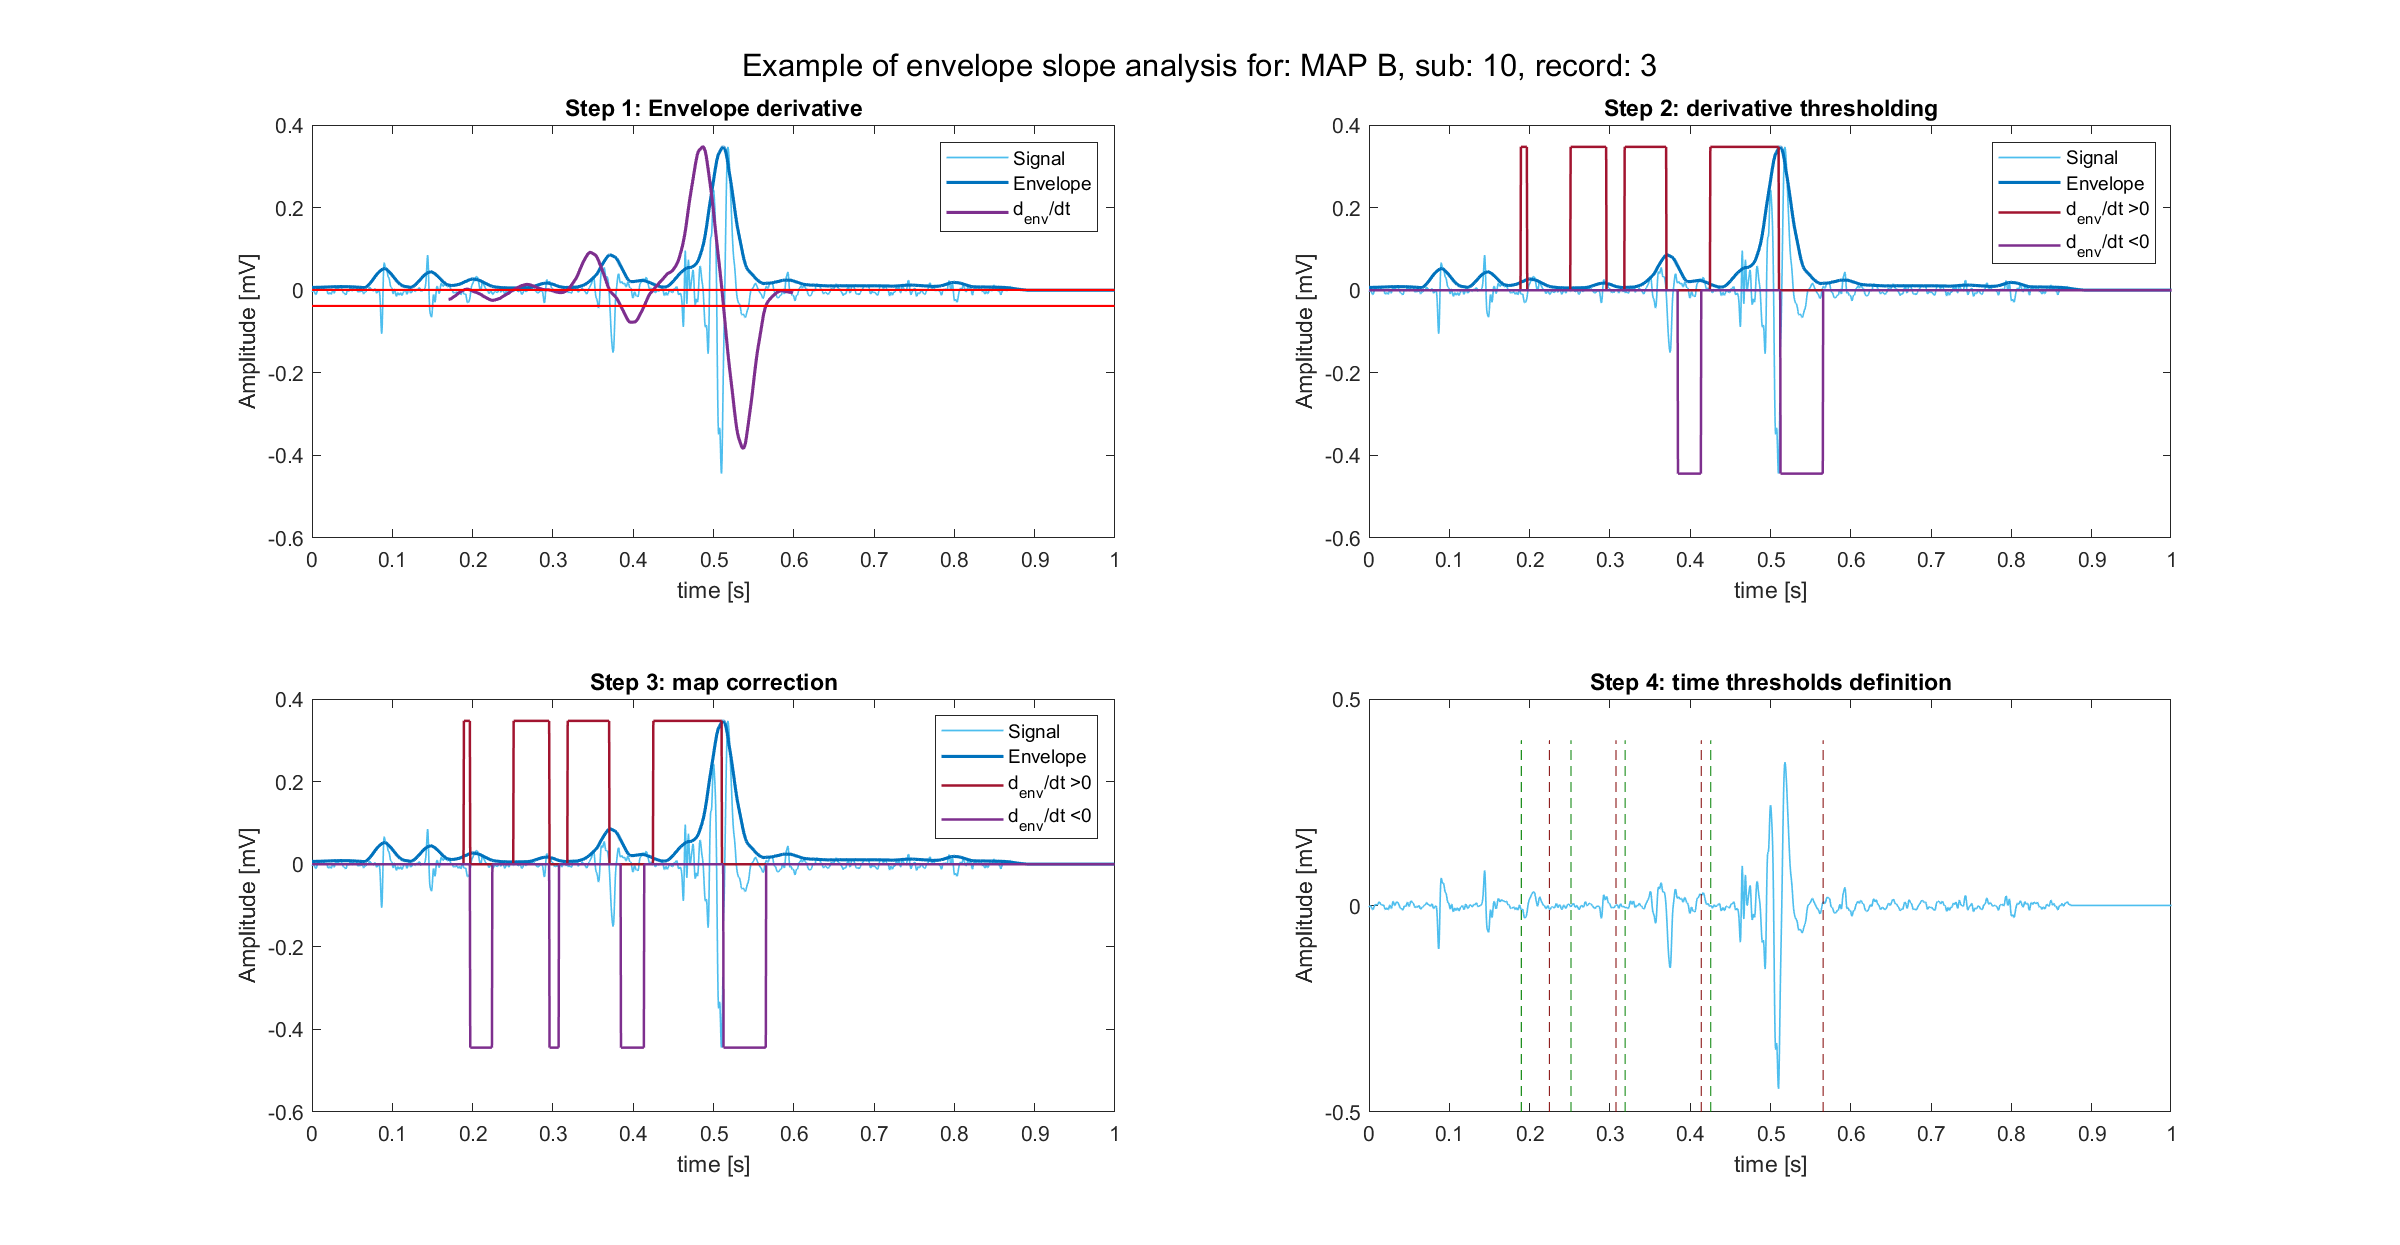 Example of envelope slope analysis for: MAP B, sub: 10, record: 3
Step 1: Envelope derivative
0.4
0.2
0
-0.2
-0.4
-0.6
Amplitude [mV]
Signal
Envelope
d_env/dt
0 0.1 0.2 0.3 0.4 0.5 0.6 0.7 0.8 0.9 1
time [s]
Step 2: derivative thresholding
0.4
0.2
0
-0.2
-0.4
-0.6
Amplitude [mV]
Signal
Envelope
d_env/dt >0
d_env/dt <0
0 0.1 0.2 0.3 0.4 0.5 0.6 0.7 0.8 0.9 1
time [s]
Step 3: map correction
0.4
0.2
0
-0.2
-0.4
-0.6
Amplitude [mV]
Signal
Envelope
d_env/dt >0
d_env/dt <0
0 0.1 0.2 0.3 0.4 0.5 0.6 0.7 0.8 0.9 1
time [s]
Step 4: time thresholds definition
0.5
0
-0.5
Amplitude [mV]
0 0.1 0.2 0.3 0.4 0.5 0.6 0.7 0.8 0.9 1
time [s]